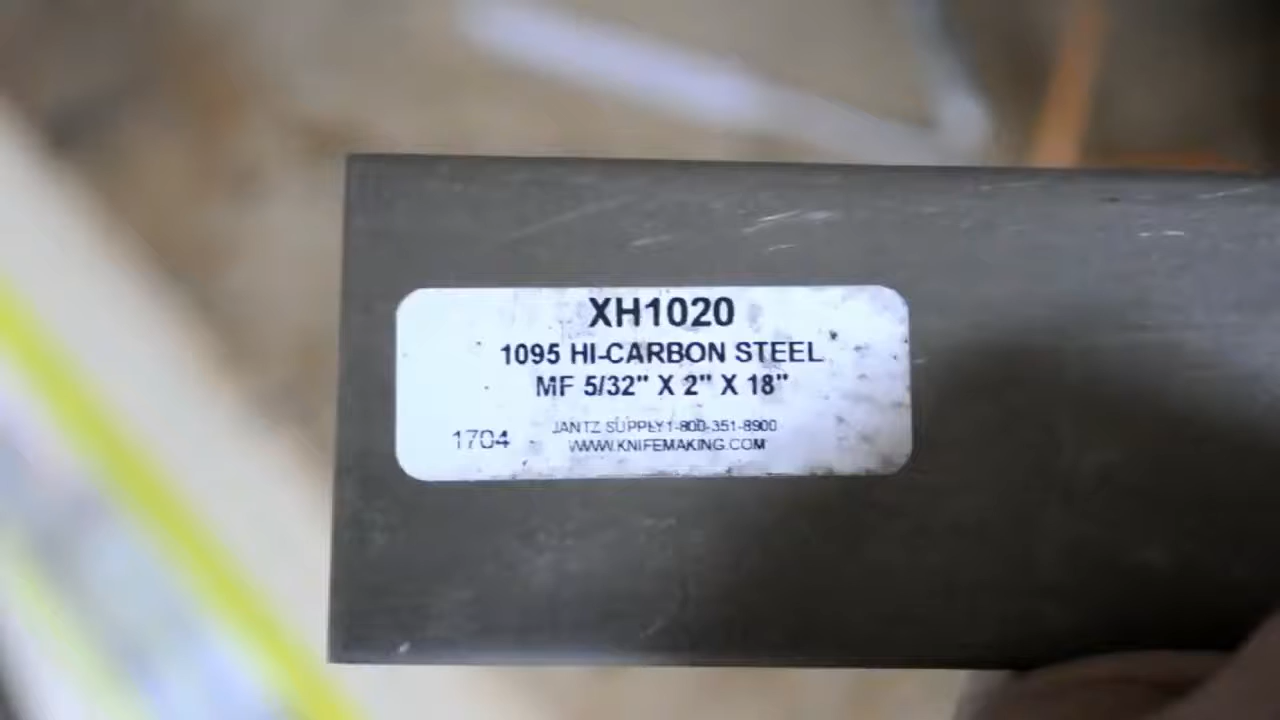 XH1020
1095 HI-CARBON STEEL
MF 5/32" X 2" X 18"
JANTZ SUPPLY 1-800-351-8900
1704 WWW.KNIFEMAKING.COM